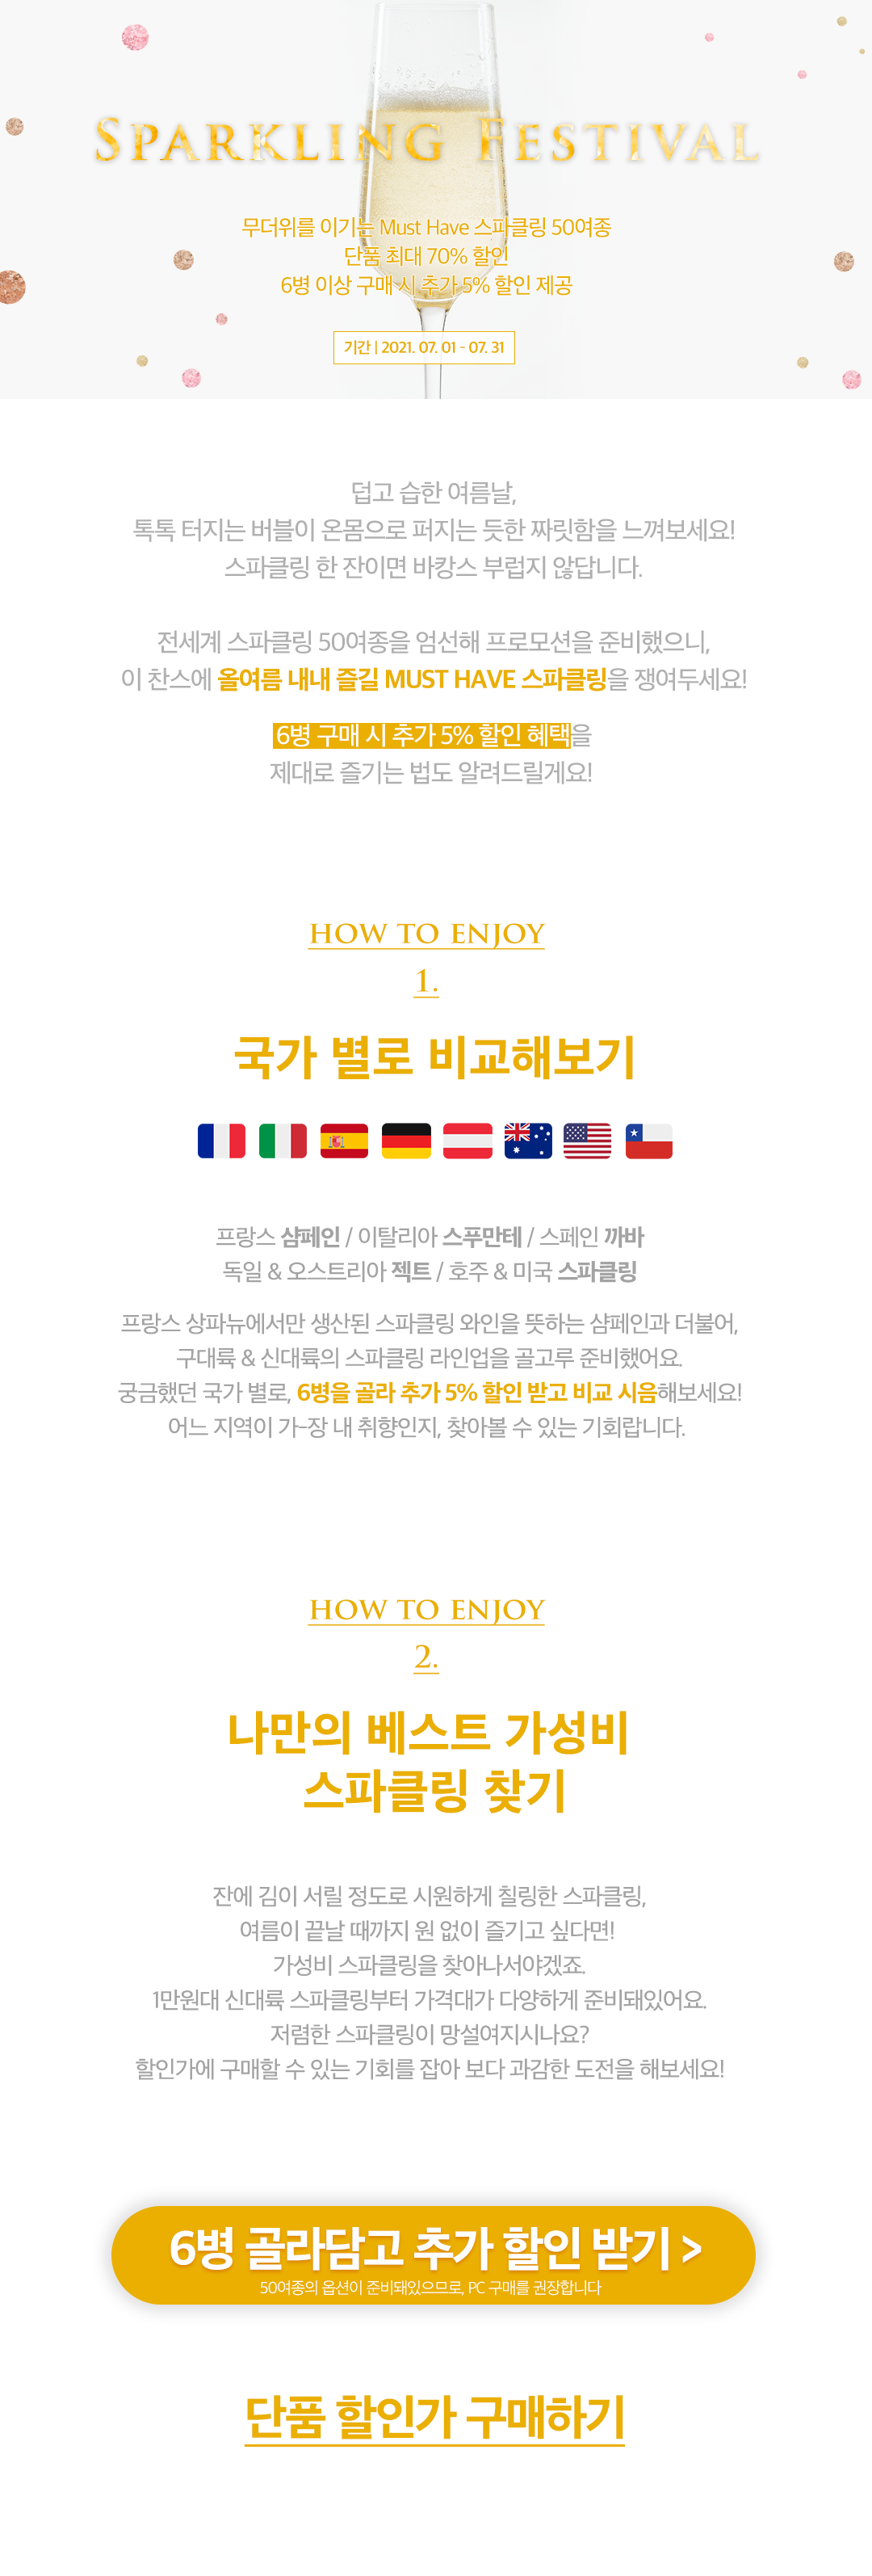 SPARKLING FESTIVAL
무더위를 이기는 Must Have 스파클링 50여종
단품 최대 70% 할인
6병 이상 구매 시 추가 5% 할인 제공
기간 | 2021. 07. 01 - 07. 31
덥고 습한 여름날,
톡톡 터지는 버블이 온몸으로 퍼지는 듯한 짜릿함을 느껴보세요!
스파클링 한 잔이면 바캉스 부럽지 않답니다.
전세계 스파클링 50여종을 엄선해 프로모션을 준비했으니,
이 찬스에 올여름 내내 즐길 MUST HAVE 스파클링을 쟁여두세요!
6병 구매 시 추가 5% 할인 혜택을
제대로 즐기는 법도 알려드릴게요!
HOW TO ENJOY
1.
국가 별로 비교해보기
프랑스 샴페인 / 이탈리아 스푸만테 / 스페인 까바
독일 & 오스트리아 젝트 / 호주 & 미국 스파클링
프랑스 상파뉴에서만 생산된 스파클링 와인을 뜻하는 샴페인과 더불어,
구대륙 & 신대륙의 스파클링 라인업을 골고루 준비했어요.
궁금했던 국가 별로, 6병을 골라 추가 5% 할인 받고 비교 시음해보세요!
어느 지역이 가-장 내 취향인지, 찾아볼 수 있는 기회랍니다.
HOW TO ENJOY
2.
나만의 베스트 가성비
스파클링 찾기
잔에 김이 서릴 정도로 시원하게 칠링한 스파클링,
여름이 끝날 때까지 원 없이 즐기고 싶다면!
가성비 스파클링을 찾아나서야겠죠.
1만원대 신대륙 스파클링부터 가격대가 다양하게 준비돼있어요.
저렴한 스파클링이 망설여지시나요?
할인가에 구매할 수 있는 기회를 잡아 보다 과감한 도전을 해보세요!
6병 골라담고 추가 할인 받기 >
50여종의 옵션이 준비돼있으므로, PC 구매를 권장합니다
단품 할인가 구매하기